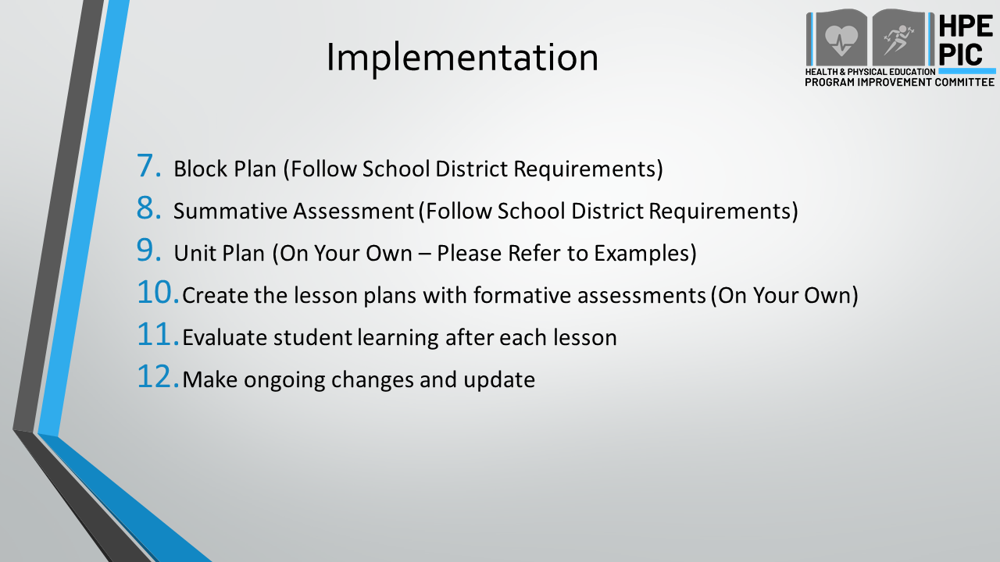 Implementation
HPE
PIC
HEALTH & PHYSICAL EDUCATION
PROGRAM IMPROVEMENT COMMITTEE
7. Block Plan (Follow School District Requirements)
8. Summative Assessment (Follow School District Requirements)
9. Unit Plan (On Your Own – Please Refer to Examples)
10. Create the lesson plans with formative assessments (On Your Own)
11. Evaluate student learning after each lesson
12. Make ongoing changes and update